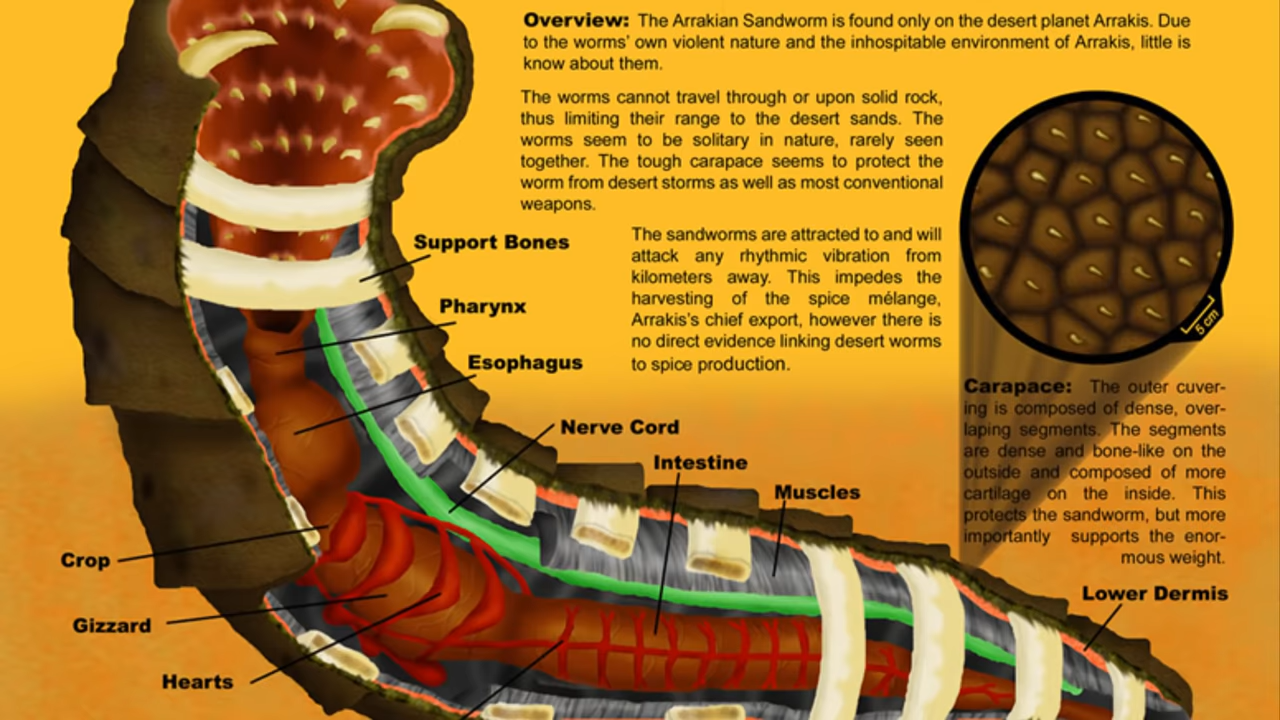 Overview: The Arrakian Sandworm is found only on the desert planet Arrakis. Due
to the worms' own violent nature and the inhospitable environment of Arrakis, little is
know about them.
The worms cannot travel through or upon solid rock,
thus limiting their range to the desert sands. The
worms seem to be solitary in nature, rarely seen
together. The tough carapace seems to protect the
worm from desert storms as well as most conventional
weapons.
The sandworms are attracted to and will
attack any rhythmic vibration from
kilometers away. This impedes the
harvesting of the spice mélange,
Arrakis's chief export, however there is
no direct evidence linking desert worms
to spice production.
5 cm
Carapace: The outer cuver-
ing is composed of dense, over-
laping segments. The segments
are dense and bone-like on the
outside and composed of more
cartilage on the inside. This
protects the sandworm, but more
importantly supports the enor-
mous weight.
Support Bones
Pharynx
Esophagus
Nerve Cord
Intestine
Muscles
Crop
Gizzard
Hearts
Lower Dermis